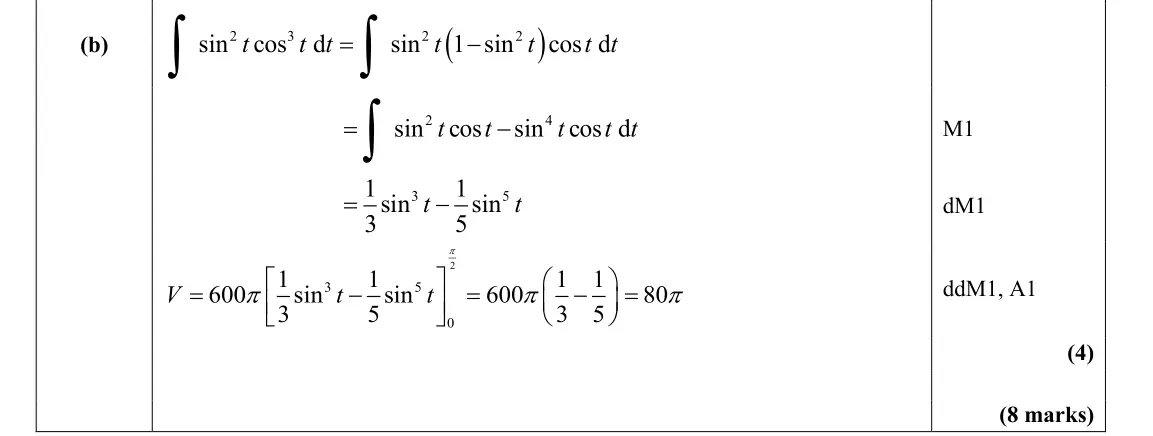 (b) ∫ sin² t cos³ t dt = ∫ sin² t (1 − sin² t) cos t dt
= ∫ sin² t cos t − sin⁴ t cos t dt M1
= 1/3 sin³ t − 1/5 sin⁵ t dM1
V = 600π [1/3 sin³ t − 1/5 sin⁵ t]₀^(π/2) = 600π (1/3 − 1/5) = 80π ddM1, A1
(4)
(8 marks)